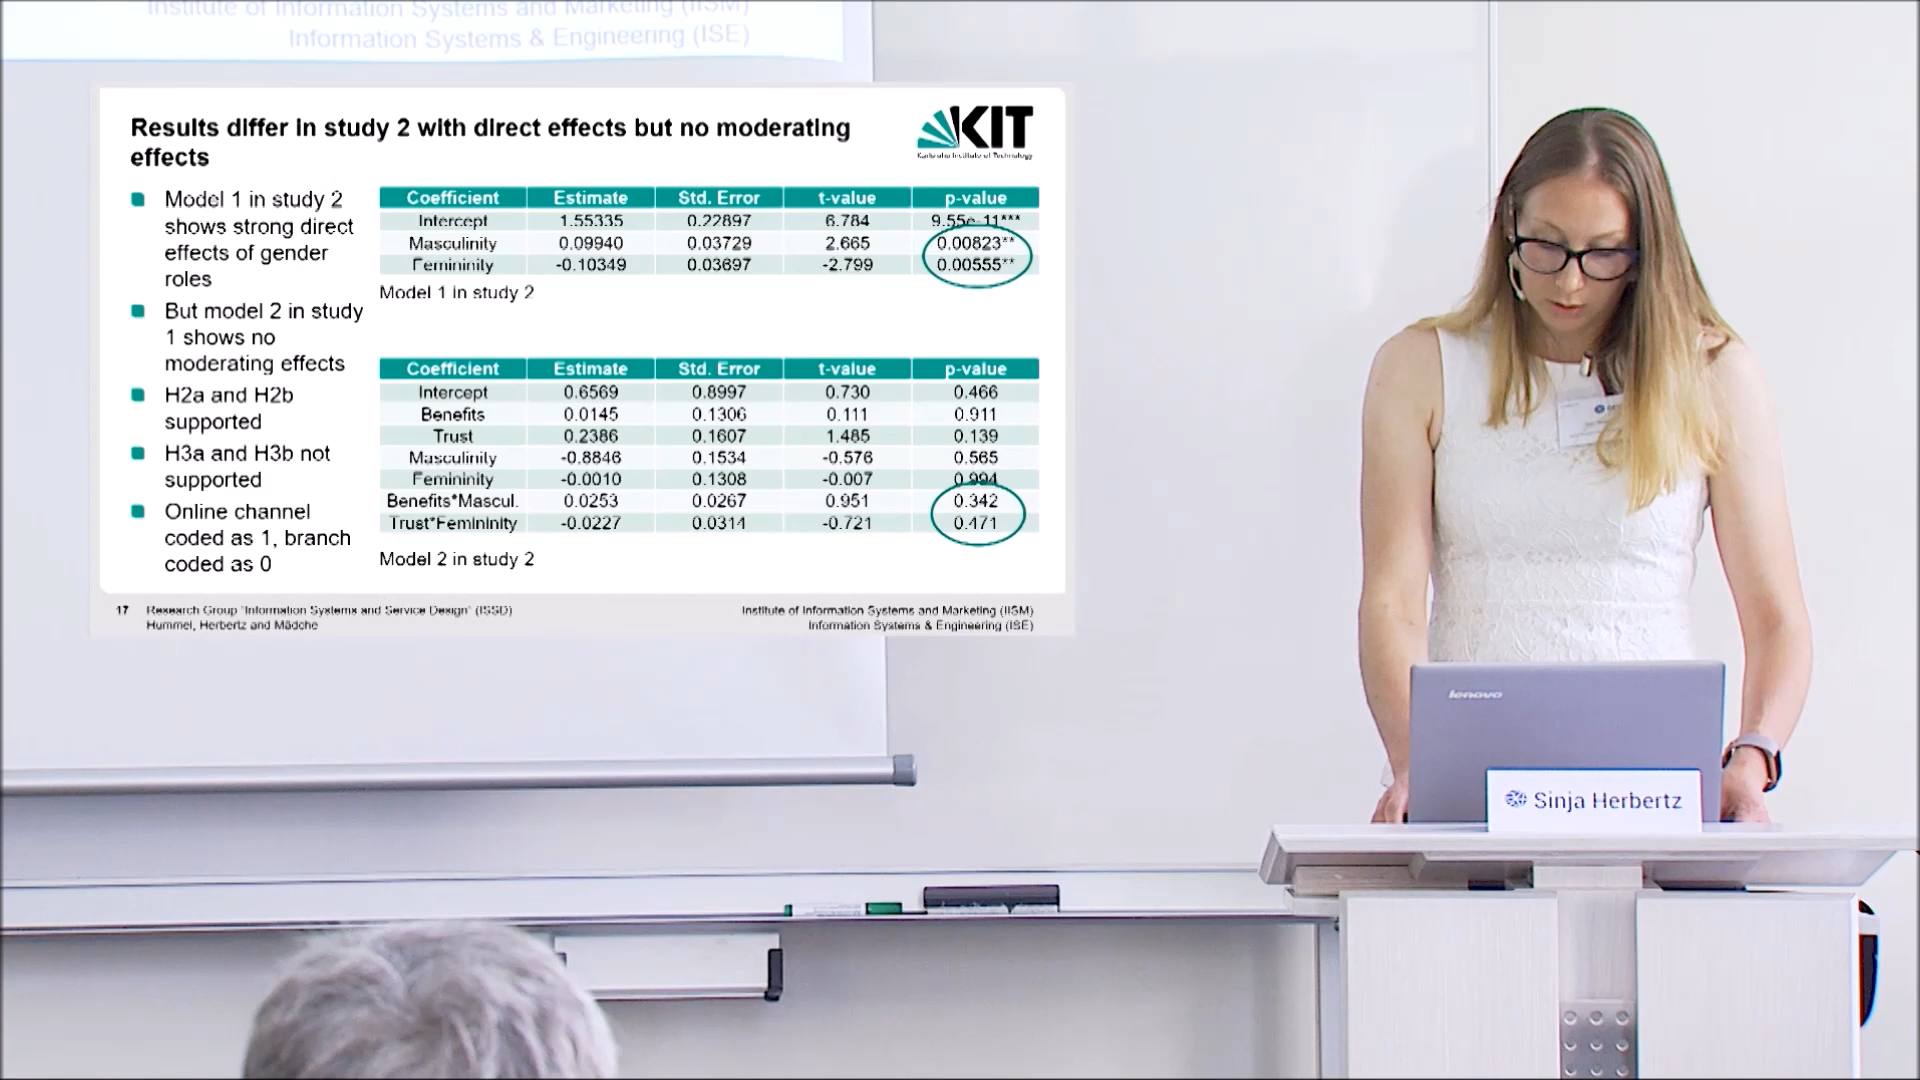 Institute of Information Systems and Marketing (IISM)
Information Systems & Engineering (ISE)
Results differ in study 2 with direct effects but no moderating
effects
KIT
Karlsruhe Institute of Technology
Model 1 in study 2
shows strong direct
effects of gender
roles
But model 2 in study
1 shows no
moderating effects
H2a and H2b
supported
H3a and H3b not
supported
Online channel
coded as 1, branch
coded as 0
Coefficient Estimate Std. Error t-value p-value
Intercept 1.55335 0.22897 6.784 9.55e-11***
Masculinity 0.09940 0.03729 2.665 0.00823**
Femininity -0.10349 0.03697 -2.799 0.00555**
Model 1 in study 2
Coefficient Estimate Std. Error t-value p-value
Intercept 0.6569 0.8997 0.730 0.466
Benefits 0.0145 0.1306 0.111 0.911
Trust 0.2386 0.1607 1.485 0.139
Masculinity -0.8846 0.1534 -0.576 0.565
Femininity -0.0010 0.1308 -0.007 0.994
Benefits*Mascul. 0.0253 0.0267 0.951 0.342
Trust*Femininity -0.0227 0.0314 -0.721 0.471
Model 2 in study 2
17 Research Group "Information Systems and Service Design" (ISSD)
Hummel, Herbertz and Mädche
Institute of Information Systems and Marketing (IISM)
Information Systems & Engineering (ISE)
lenovo
Sinja Herbertz